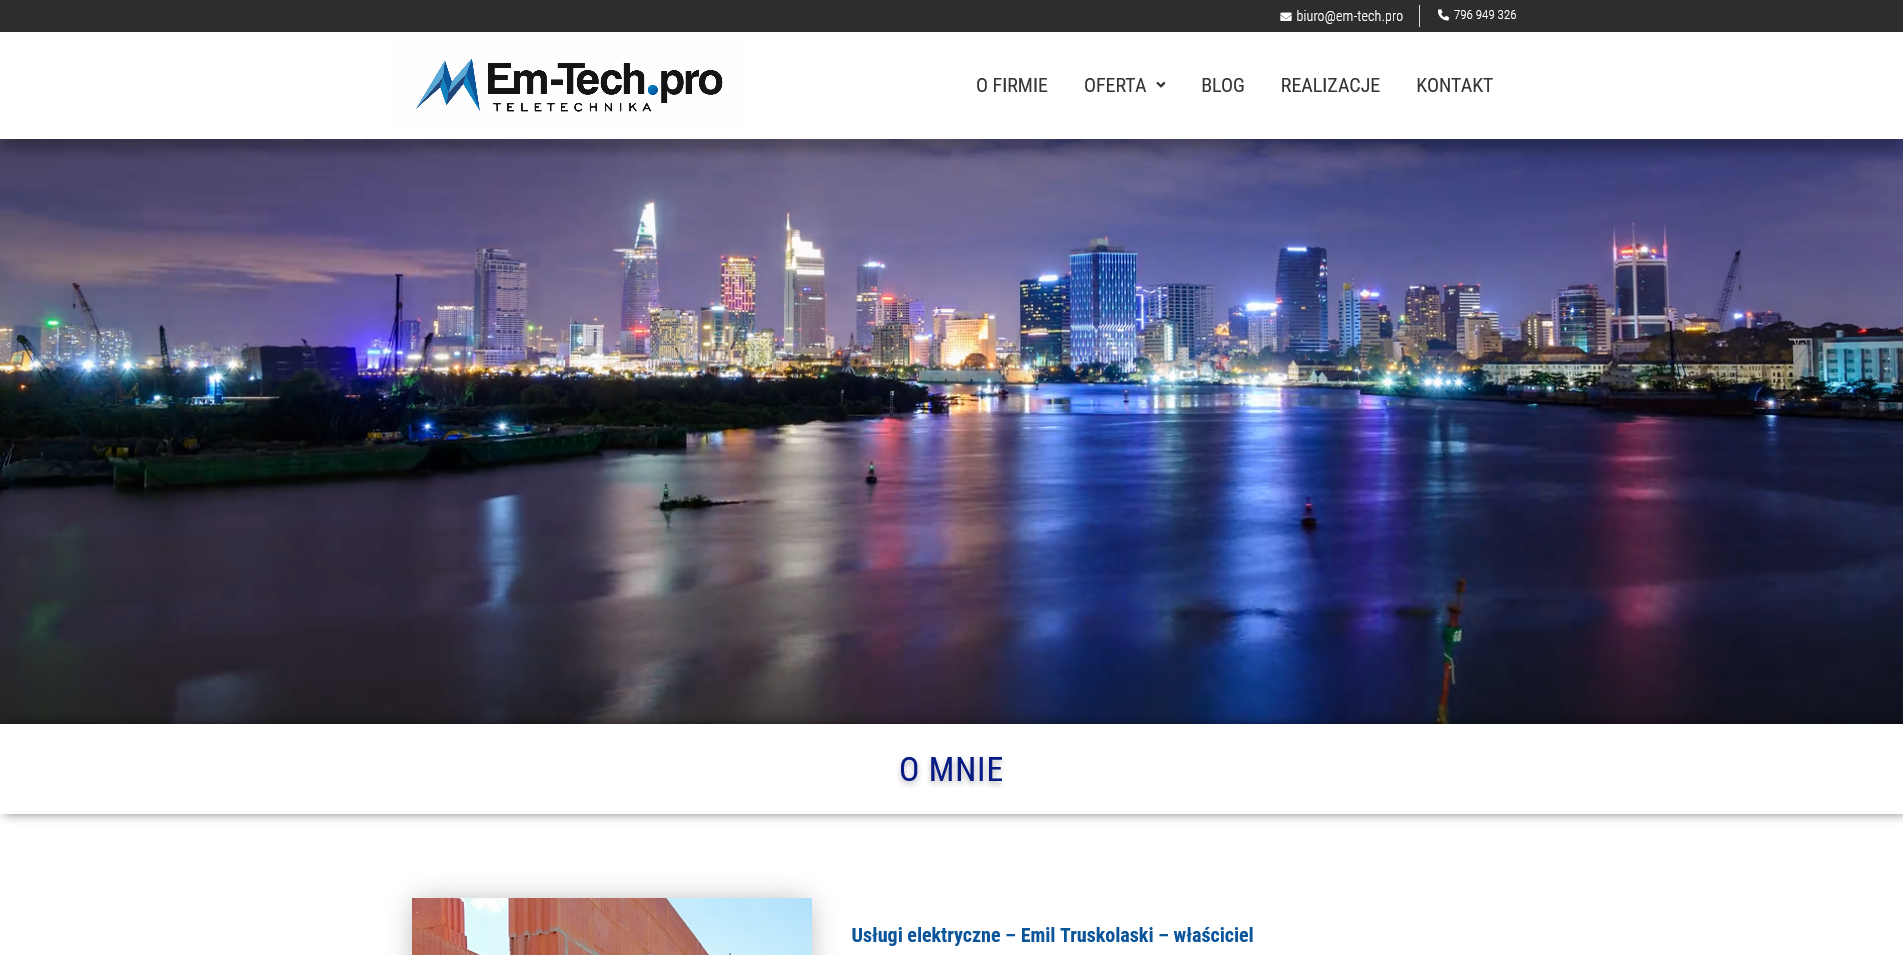 biuro@em-tech.pro
796 949 326
Em-Tech.pro
TELETECHNIKA
O FIRMIE
OFERTA
BLOG
REALIZACJE
KONTAKT
O MNIE
Usługi elektryczne – Emil Truskolaski – właściciel